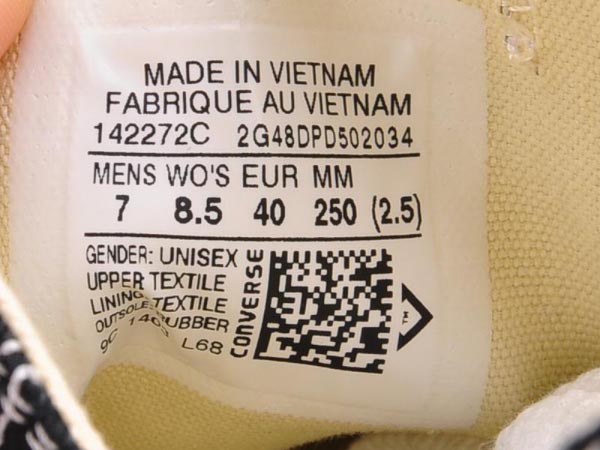 MADE IN VIETNAM
FABRIQUE AU VIETNAM
142272C 2G48DPD502034
MENS WO'S EUR MM
7 8.5 40 250 (2.5)
GENDER: UNISEX
UPPER TEXTILE
LINING TEXTILE
OUTSOLE RUBBER
L68
CONVERSE